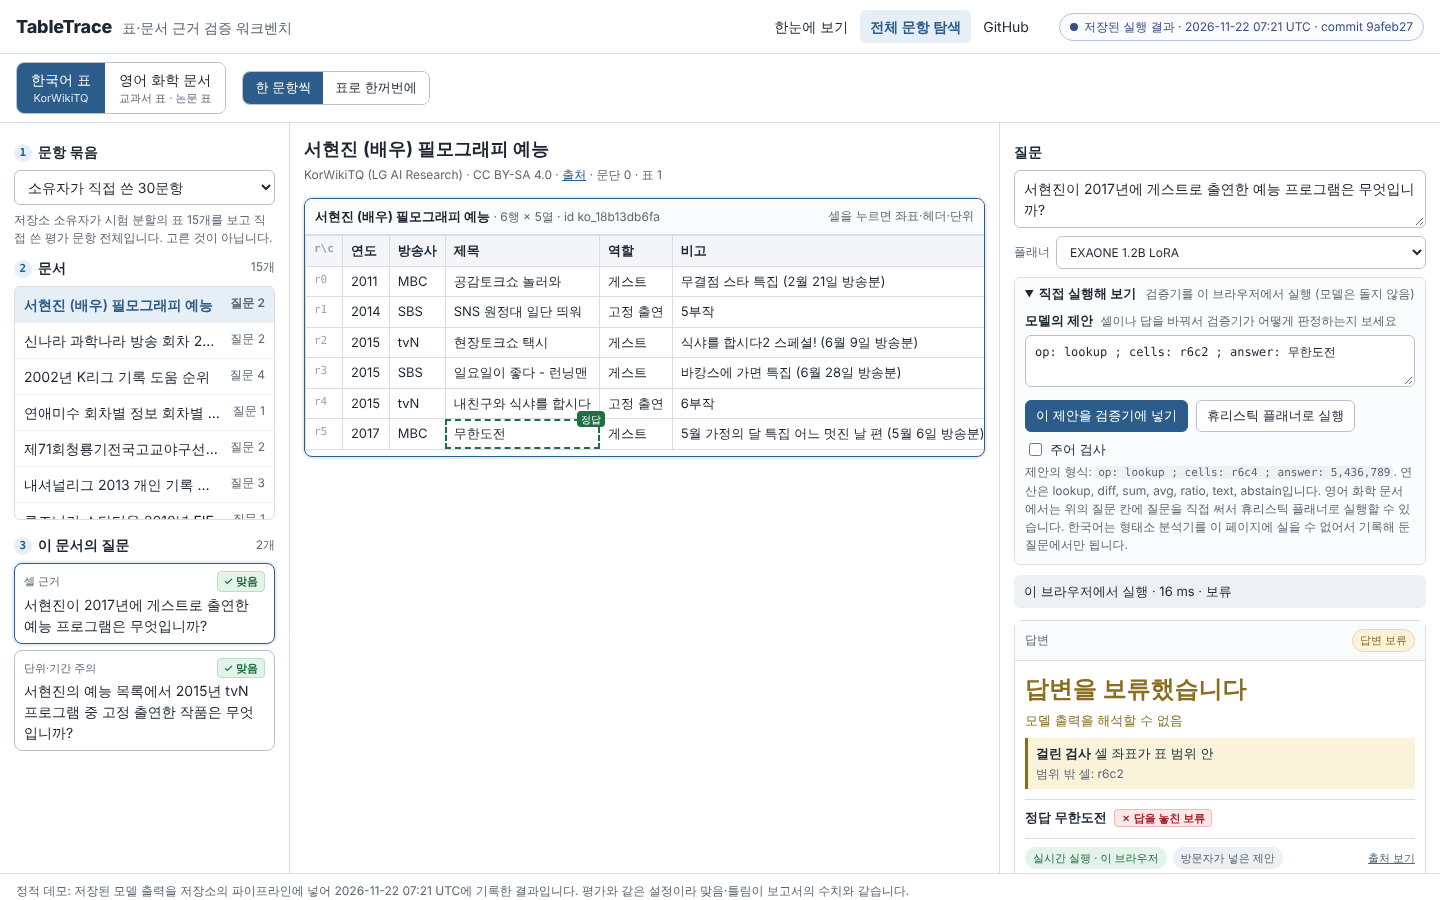 TableTrace 표·문서 근거 검증 워크벤치
한눈에 보기 전체 문항 탐색 GitHub
저장된 실행 결과 · 2026-11-22 07:21 UTC · commit 9afeb27
한국어 표
KorWikiTQ
영어 화학 문서
교과서 표 · 논문 표
한 문항씩 표로 한꺼번에
1 문항 묶음
소유자가 직접 쓴 30문항
저장소 소유자가 시험 분할의 표 15개를 보고 직
접 쓴 평가 문항 전체입니다. 고른 것이 아닙니다.
2 문서 15개
서현진 (배우) 필모그래피 예능 질문 2
신나라 과학나라 방송 회차 2... 질문 2
2002년 K리그 기록 도움 순위 질문 4
연애미수 회차별 정보 회차별 ... 질문 1
제71회청룡기전국고교야구선... 질문 2
내셔널리그 2013 개인 기록 ... 질문 3
질문 1
3 이 문서의 질문 2개
셀 근거 ✓ 맞음
서현진이 2017년에 게스트로 출연한
예능 프로그램은 무엇입니까?
단위·기간 주의 ✓ 맞음
서현진의 예능 목록에서 2015년 tvN
프로그램 중 고정 출연한 작품은 무엇
입니까?
서현진 (배우) 필모그래피 예능
KorWikiTQ (LG AI Research) · CC BY-SA 4.0 · 출처 · 문단 0 · 표 1
서현진 (배우) 필모그래피 예능 · 6행 × 5열 · id ko_18b13db6fa 셀을 누르면 좌표·헤더·단위
r\c 연도 방송사 제목 역할 비고
r0 2011 MBC 공감토크쇼 놀러와 게스트 무결점 스타 특집 (2월 21일 방송분)
r1 2014 SBS SNS 원정대 일단 띄워 고정 출연 5부작
r2 2015 tvN 현장토크쇼 택시 게스트 식샤를 합시다2 스페셜! (6월 9일 방송분)
r3 2015 SBS 일요일이 좋다 - 런닝맨 게스트 바캉스에 가면 특집 (6월 28일 방송분)
r4 2015 tvN 내친구와 식샤를 합시다 고정 출연 6부작
정답
r5 2017 MBC 무한도전 게스트 5월 가정의 달 특집 어느 멋진 날 편 (5월 6일 방송분)
질문
서현진이 2017년에 게스트로 출연한 예능 프로그램은 무엇입니
까?
플래너 EXAONE 1.2B LoRA
▼ 직접 실행해 보기 검증기를 이 브라우저에서 실행 (모델은 돌지 않음)
모델의 제안 셀이나 답을 바꿔서 검증기가 어떻게 판정하는지 보세요
op: lookup ; cells: r6c2 ; answer: 무한도전
이 제안을 검증기에 넣기 휴리스틱 플래너로 실행
주어 검사
제안의 형식: op: lookup ; cells: r6c4 ; answer: 5,436,789 . 연
산은 lookup, diff, sum, avg, ratio, text, abstain입니다. 영어 화학 문서
에서는 위의 질문 칸에 질문을 직접 써서 휴리스틱 플래너로 실행할 수 있
습니다. 한국어는 형태소 분석기를 이 페이지에 실을 수 없어서 기록해 둔
질문에서만 됩니다.
이 브라우저에서 실행 · 16 ms · 보류
답변 답변 보류
답변을 보류했습니다
모델 출력을 해석할 수 없음
걸린 검사 셀 좌표가 표 범위 안
범위 밖 셀: r6c2
정답 무한도전 × 답을 놓친 보류
실시간 실행 · 이 브라우저 방문자가 넣은 제안 출처 보기
정적 데모: 저장된 모델 출력을 저장소의 파이프라인에 넣어 2026-11-22 07:21 UTC에 기록한 결과입니다. 평가와 같은 설정이라 맞음·틀림이 보고서의 수치와 같습니다.